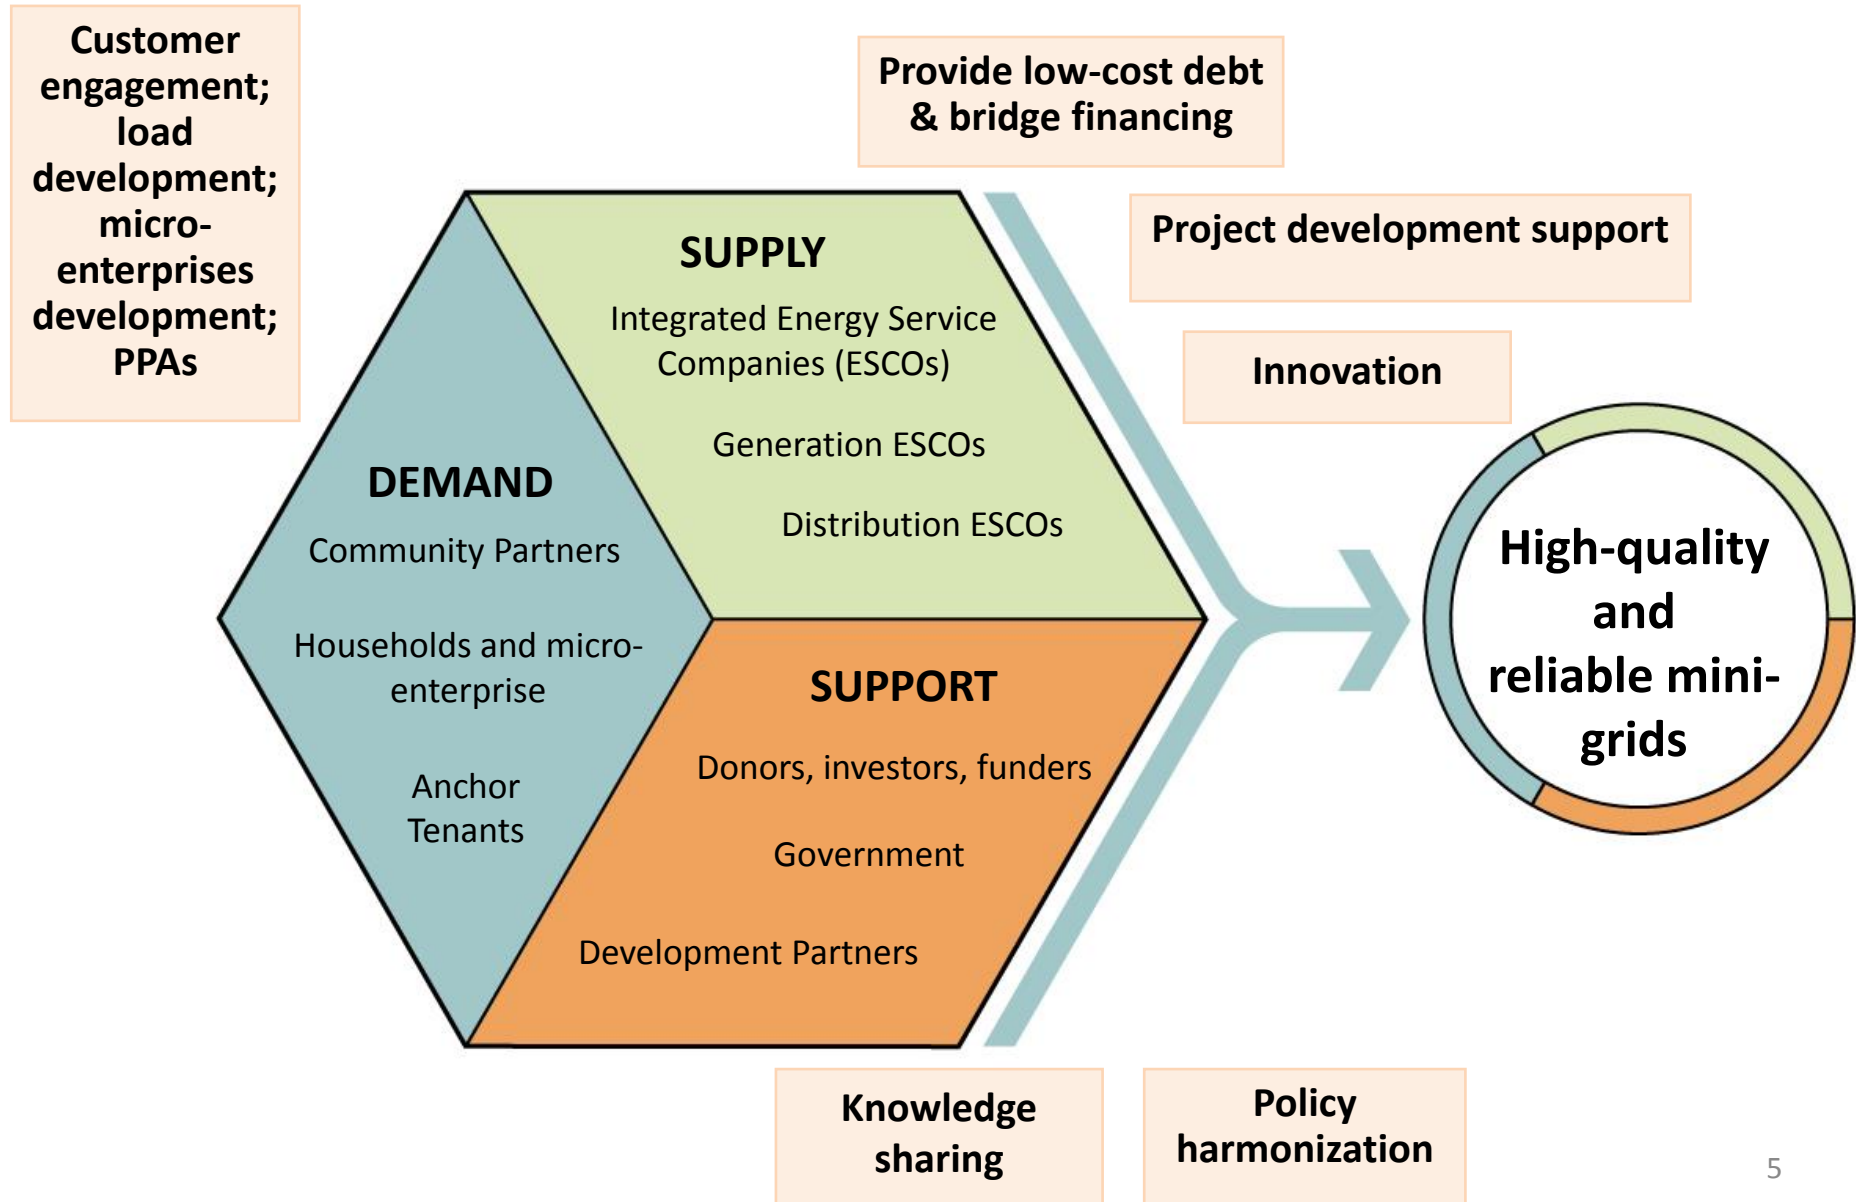 Customer
engagement;
load
development;
micro-
enterprises
development;
PPAs
Provide low-cost debt
& bridge financing
Project development support
Innovation
SUPPLY
Integrated Energy Service
Companies (ESCOs)
Generation ESCOs
Distribution ESCOs
DEMAND
Community Partners
Households and micro-
enterprise
Anchor
Tenants
SUPPORT
Donors, investors, funders
Government
Development Partners
High-quality
and
reliable mini-
grids
Knowledge
sharing
Policy
harmonization
5